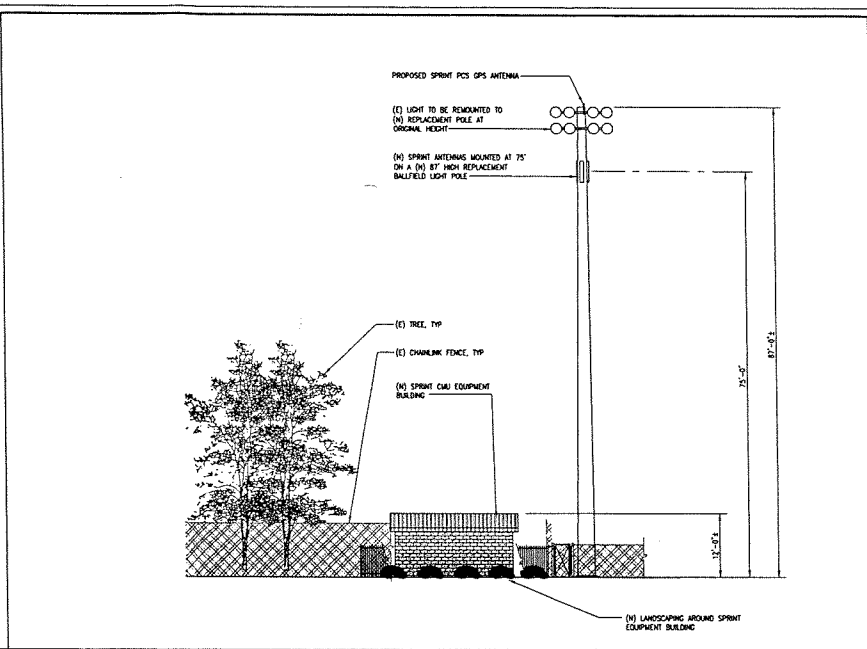 PROPOSED SPRINT PCS GPS ANTENNA
(E) LIGHT TO BE REMOUNTED TO
(N) REPLACEMENT POLE AT
ORIGINAL HEIGHT
(N) SPRINT ANTENNAS MOUNTED AT 75'
ON A (N) 87' HIGH REPLACEMENT
BALLFIELD LIGHT POLE
(E) TREE, TYP
(E) CHAINLINK FENCE, TYP
(N) SPRINT CMU EQUIPMENT
BUILDING
87'-0"±
75'-0"
12'-0"±
(N) LANDSCAPING AROUND SPRINT
EQUIPMENT BUILDING